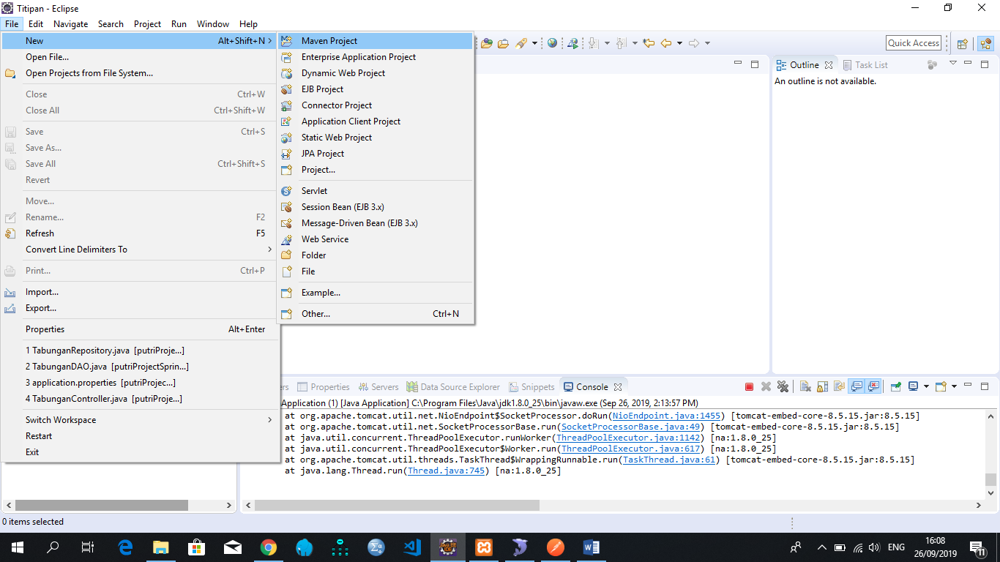 Titipan - Eclipse
File Edit Navigate Search Project Run Window Help
New Alt+Shift+N >
Open File...
Open Projects from File System...
Close Ctrl+W
Close All Ctrl+Shift+W
Save Ctrl+S
Save As...
Save All Ctrl+Shift+S
Revert
Move...
Rename... F2
Refresh F5
Convert Line Delimiters To >
Print... Ctrl+P
Import...
Export...
Properties Alt+Enter
1 TabunganRepository.java [putriProje...]
2 TabunganDAO.java [putriProjectSprin...]
3 application.properties [putriProjec...]
4 TabunganController.java [putriProje...]
Switch Workspace >
Restart
Exit
Maven Project
Enterprise Application Project
Dynamic Web Project
EJB Project
Connector Project
Application Client Project
Static Web Project
JPA Project
Project...
Servlet
Session Bean (EJB 3.x)
Message-Driven Bean (EJB 3.x)
Web Service
Folder
File
Example...
Other... Ctrl+N
Quick Access
Outline Task List
An outline is not available.
ers Properties Servers Data Source Explorer Snippets Console
Application (1) [Java Application] C:\Program Files\Java\jdk1.8.0_25\bin\javaw.exe (Sep 26, 2019, 2:13:57 PM)
at org.apache.tomcat.util.net.NioEndpoint$SocketProcessor.doRun(NioEndpoint.java:1455) [tomcat-embed-core-8.5.15.jar:8.5.15]
at org.apache.tomcat.util.net.SocketProcessorBase.run(SocketProcessorBase.java:49) [tomcat-embed-core-8.5.15.jar:8.5.15]
at java.util.concurrent.ThreadPoolExecutor.runWorker(ThreadPoolExecutor.java:1142) [na:1.8.0_25]
at java.util.concurrent.ThreadPoolExecutor$Worker.run(ThreadPoolExecutor.java:617) [na:1.8.0_25]
at org.apache.tomcat.util.threads.TaskThread$WrappingRunnable.run(TaskThread.java:61) [tomcat-embed-core-8.5.15.jar:8.5.15]
at java.lang.Thread.run(Thread.java:745) [na:1.8.0_25]
0 items selected
ENG
16:08
26/09/2019
11